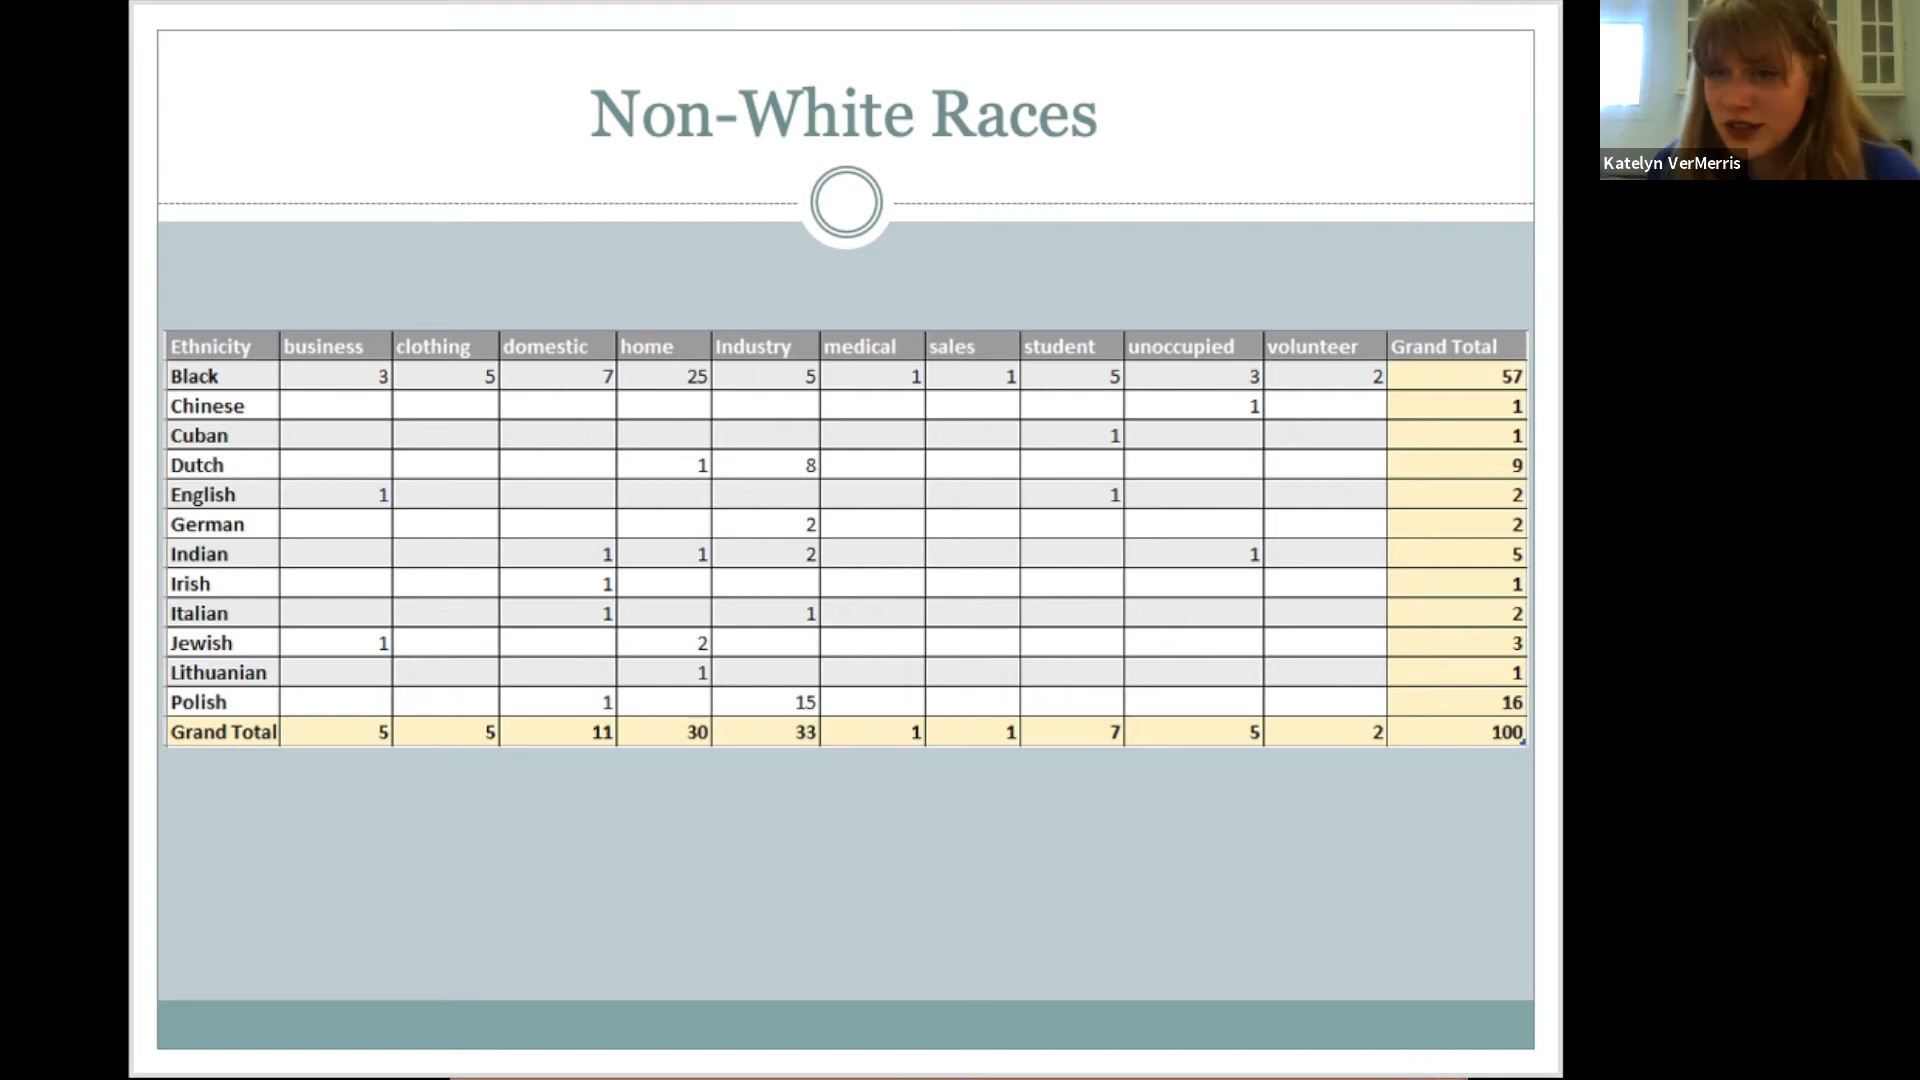 Non-White Races
Katelyn VerMerris
Ethnicity business clothing domestic home Industry medical sales student unoccupied volunteer Grand Total
Black 3 5 7 25 5 1 1 5 3 2 57
Chinese 1 1
Cuban 1 1
Dutch 1 8 9
English 1 1 2
German 2 2
Indian 1 1 2 1 5
Irish 1 1
Italian 1 1 2
Jewish 1 2 3
Lithuanian 1 1
Polish 1 15 16
Grand Total 5 5 11 30 33 1 1 7 5 2 100